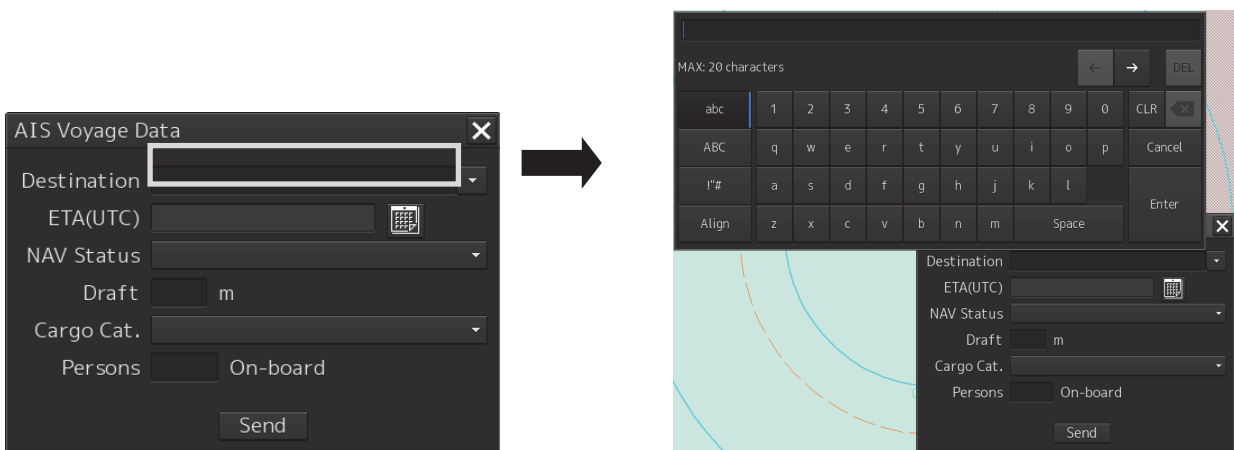 AIS Voyage Data
Destination
ETA(UTC)
NAV Status
Draft m
Cargo Cat.
Persons On-board
Send
MAX: 20 characters ← → DEL
abc 1 2 3 4 5 6 7 8 9 0 CLR
ABC q w e r t y u i o p Cancel
!"# a s d f g h j k l Enter
Align z x c v b n m Space
Destination
ETA(UTC)
NAV Status
Draft m
Cargo Cat.
Persons On-board
Send